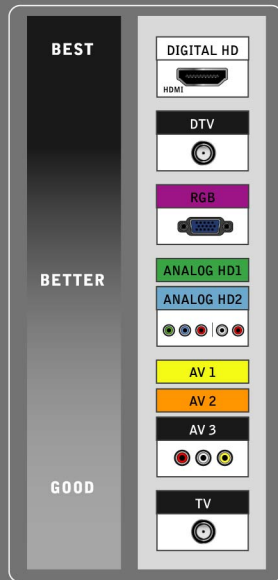 BEST
DIGITAL HD
HDMI
DTV
RGB
BETTER
ANALOG HD1
ANALOG HD2
AV 1
AV 2
AV 3
GOOD
TV